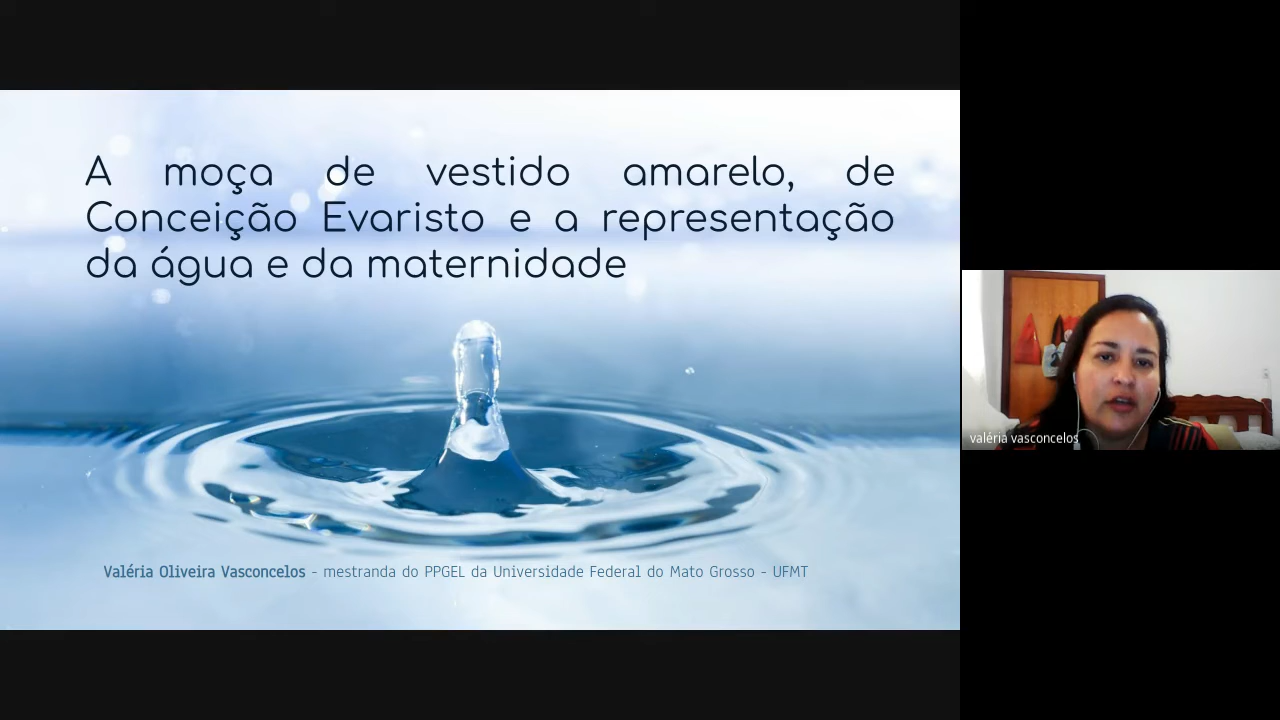 A moça de vestido amarelo, de
Conceição Evaristo e a representação
da água e da maternidade
Valéria Oliveira Vasconcelos - mestranda do PPGEL da Universidade Federal do Mato Grosso - UFMT
valéria vasconcelos